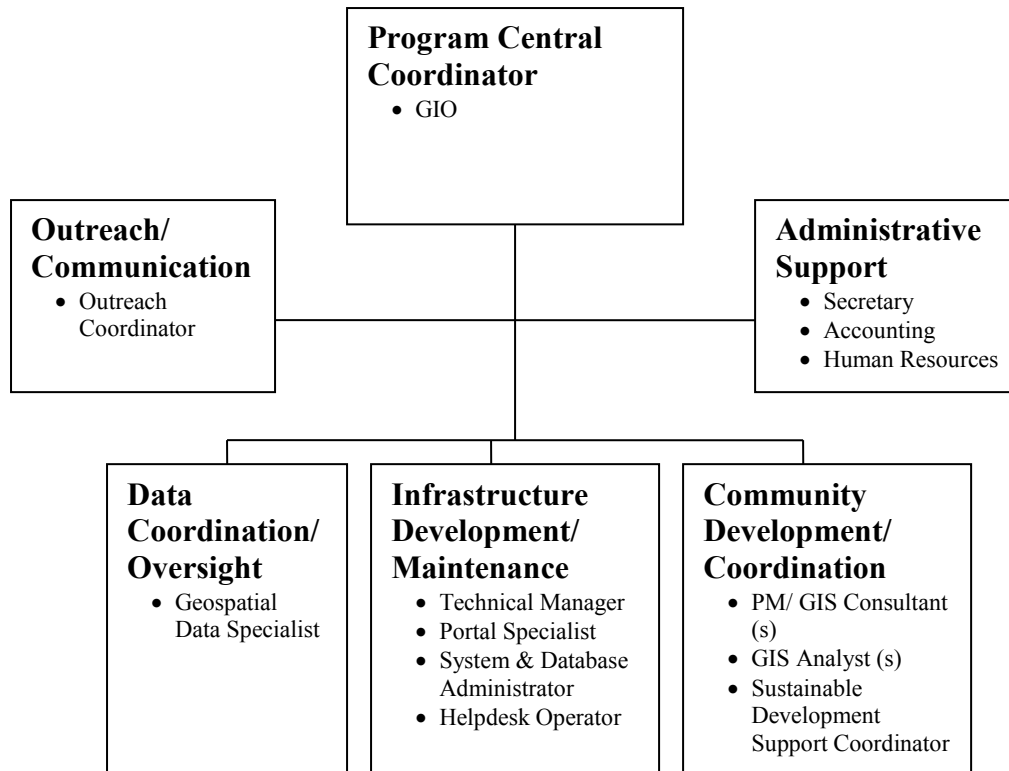 Program Central
Coordinator
• GIO
Outreach/
Communication
• Outreach
Coordinator
Administrative
Support
• Secretary
• Accounting
• Human Resources
Data
Coordination/
Oversight
• Geospatial
Data Specialist
Infrastructure
Development/
Maintenance
• Technical Manager
• Portal Specialist
• System & Database
Administrator
• Helpdesk Operator
Community
Development/
Coordination
• PM/ GIS Consultant
(s)
• GIS Analyst (s)
• Sustainable
Development
Support Coordinator